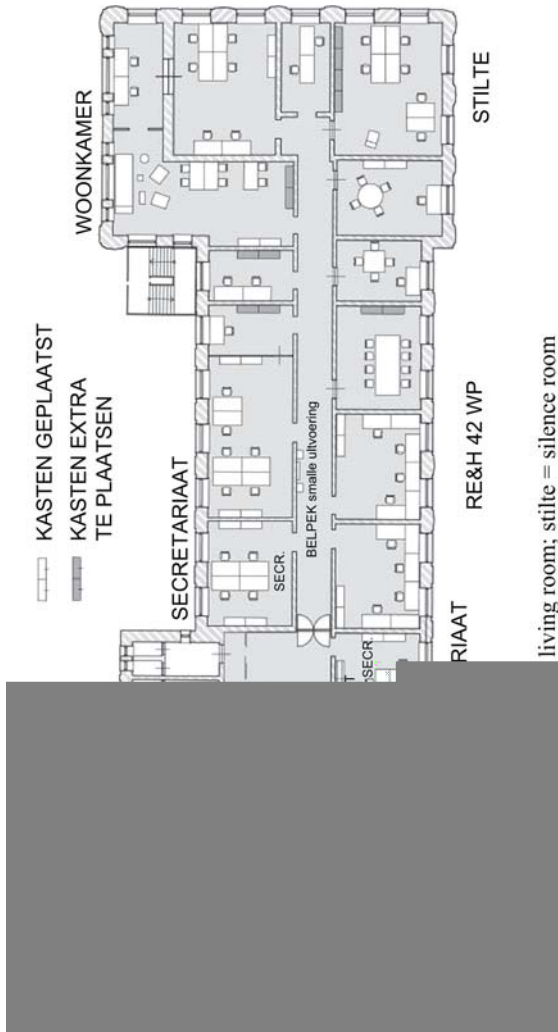 KASTEN GEPLAATST
KASTEN EXTRA
TE PLAATSEN
WOONKAMER
SECRETARIAAT
SECR.
BELPEK smalle uitvoering
T
SECR.
RIAAT
RE&H 42 WP
STILTE
living room; stilte = silence room